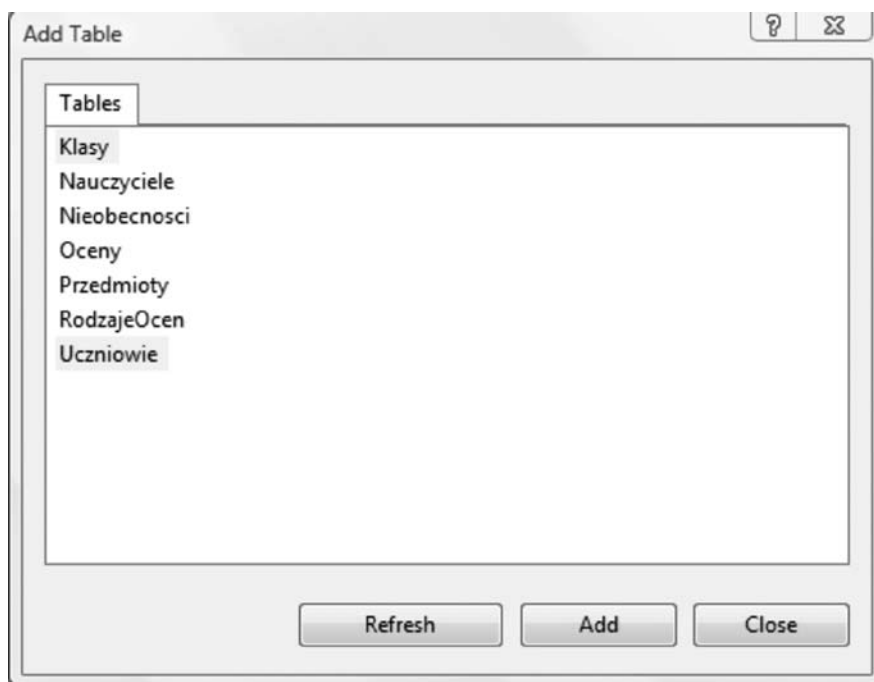 Add Table
Tables
Klasy
Nauczyciele
Nieobecnosci
Oceny
Przedmioty
RodzajeOcen
Uczniowie
Refresh Add Close